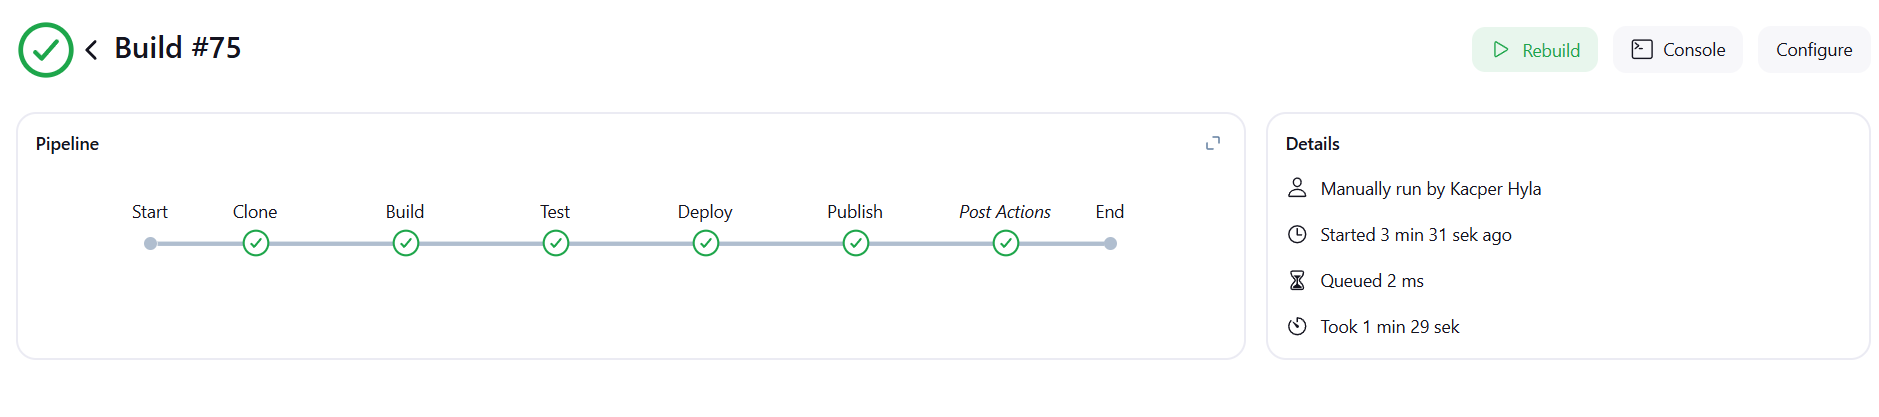 Build #75
Rebuild
Console
Configure
Pipeline
Start
Clone
Build
Test
Deploy
Publish
Post Actions
End
Details
Manually run by Kacper Hyla
Started 3 min 31 sek ago
Queued 2 ms
Took 1 min 29 sek